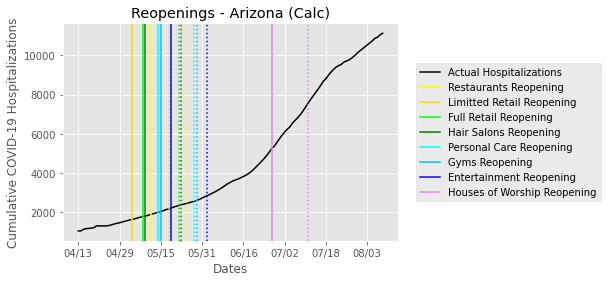 Reopenings - Arizona (Calc)
Cumulative COVID-19 Hospitalizations
10000
8000
6000
4000
2000
04/13
04/29
05/15
05/31
06/16
07/02
07/18
08/03
Dates
Actual Hospitalizations
Restaurants Reopening
Limitted Retail Reopening
Full Retail Reopening
Hair Salons Reopening
Personal Care Reopening
Gyms Reopening
Entertainment Reopening
Houses of Worship Reopening